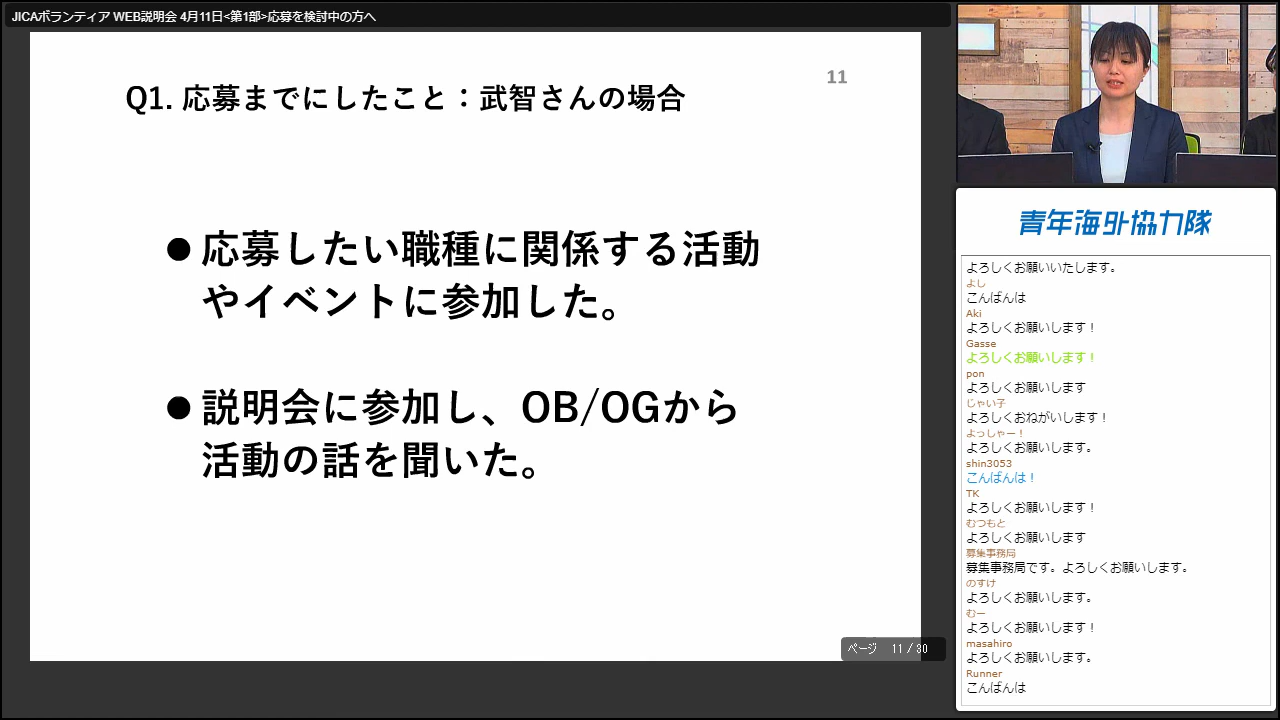 JICAボランティア WEB説明会 4月11日<第1部>応募を検討中の方へ
11
Q1. 応募までにしたこと：武智さんの場合
●応募したい職種に関係する活動
やイベントに参加した。
●説明会に参加し、OB/OGから
活動の話を聞いた。
ページ 11 / 30
青年海外協力隊
よろしくお願いいたします。
よし
こんばんは
Aki
よろしくお願いします！
Gasse
よろしくお願いします！
pon
よろしくお願いします
じゃい子
よろしくおねがいします！
よっしゃー！
よろしくお願いします。
shin3053
こんばんは！
TK
よろしくお願いします！
むつもと
よろしくお願いします
募集事務局
募集事務局です。よろしくお願いします。
のすけ
よろしくお願いします。
むー
よろしくお願いします！
masahiro
よろしくお願いします。
Runner
こんばんは